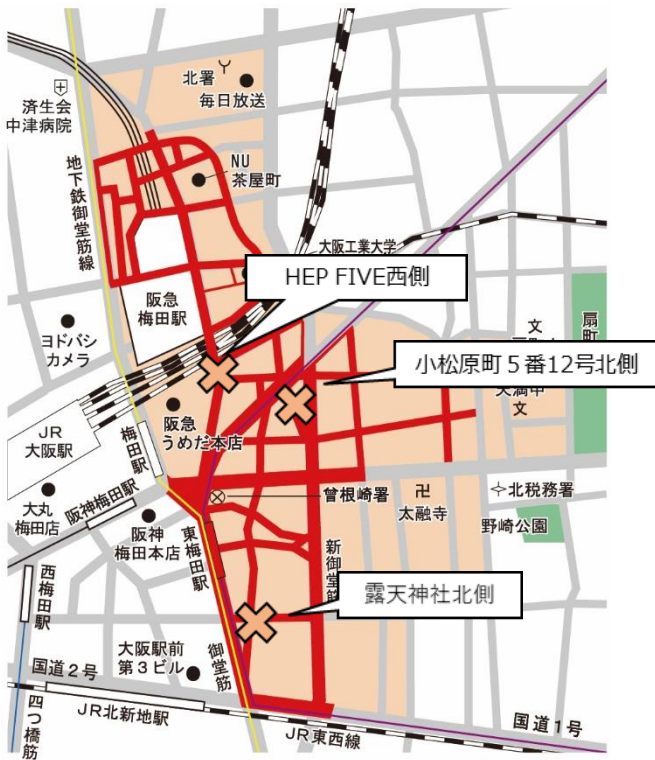 北署
毎日放送
済生会
中津病院
NU
茶屋町
地下鉄御堂筋線
大阪工業大学
HEP FIVE西側
阪急
梅田駅
ヨドバシ
カメラ
文
扇町
小松原町５番12号北側
天満中
文
阪急
うめだ本店
JR
大阪駅
梅田駅
大丸
梅田店
阪神梅田駅
阪神
梅田本店
曾根崎署
卍
太融寺
北税務署
野崎公園
東梅田駅
新御堂筋
西梅田駅
露天神社北側
大阪駅前
第３ビル
御堂筋
国道2号
JR北新地駅
四つ橋筋
JR東西線
国道1号